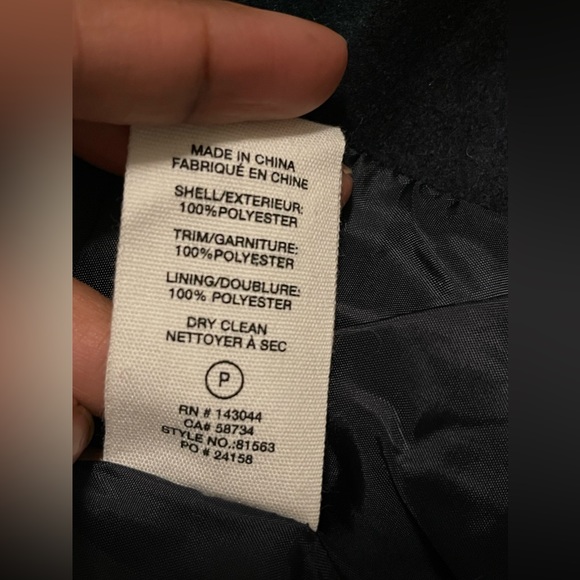 MADE IN CHINA
FABRIQUÉ EN CHINE
SHELL/EXTERIEUR:
100%POLYESTER
TRIM/GARNITURE:
100%POLYESTER
LINING/DOUBLURE:
100% POLYESTER
DRY CLEAN
NETTOYER À SEC
P
RN # 143044
CA# 58734
STYLE NO.:81563
PO # 24158